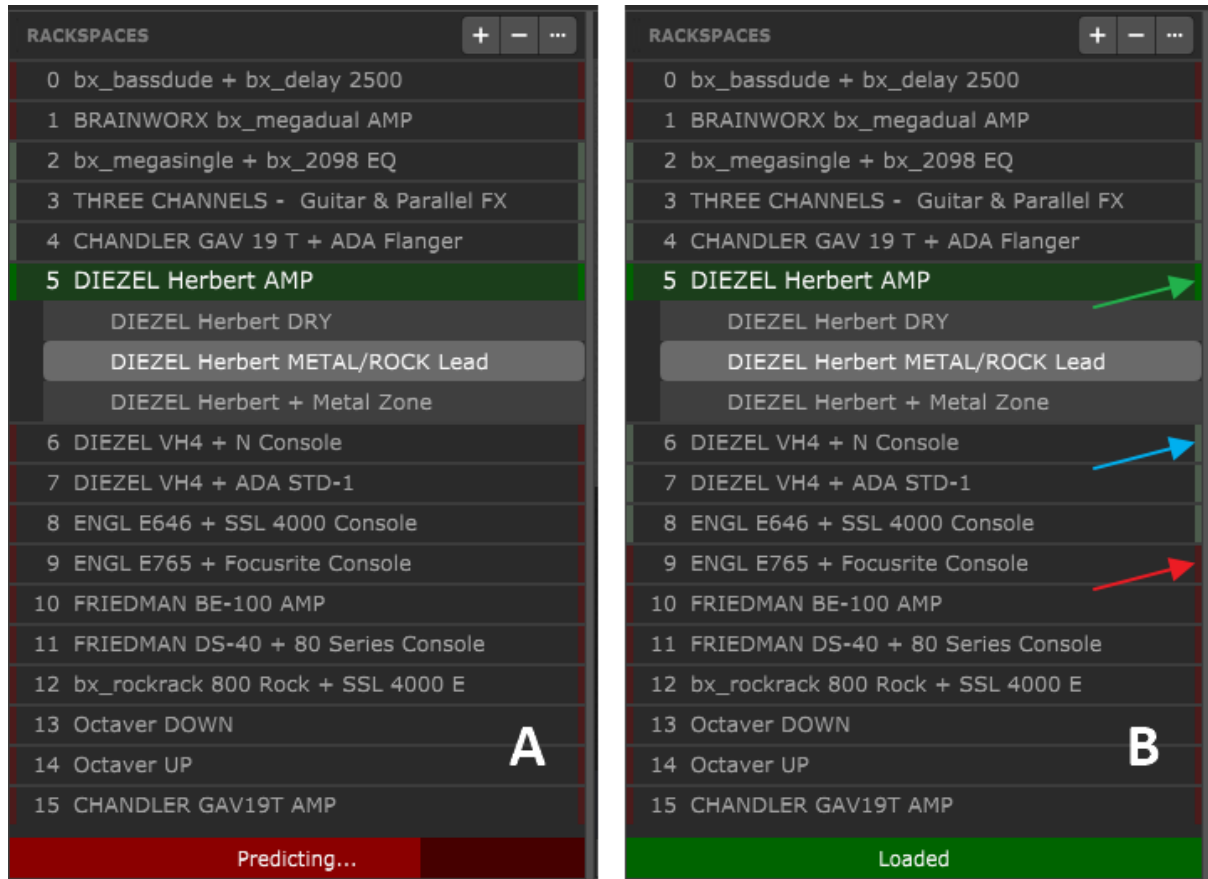 RACKSPACES
+ − ...
0 bx_bassdude + bx_delay 2500
1 BRAINWORX bx_megadual AMP
2 bx_megasingle + bx_2098 EQ
3 THREE CHANNELS - Guitar & Parallel FX
4 CHANDLER GAV 19 T + ADA Flanger
5 DIEZEL Herbert AMP
DIEZEL Herbert DRY
DIEZEL Herbert METAL/ROCK Lead
DIEZEL Herbert + Metal Zone
6 DIEZEL VH4 + N Console
7 DIEZEL VH4 + ADA STD-1
8 ENGL E646 + SSL 4000 Console
9 ENGL E765 + Focusrite Console
10 FRIEDMAN BE-100 AMP
11 FRIEDMAN DS-40 + 80 Series Console
12 bx_rockrack 800 Rock + SSL 4000 E
13 Octaver DOWN
14 Octaver UP
15 CHANDLER GAV19T AMP
A
Predicting...
RACKSPACES
+ − ...
0 bx_bassdude + bx_delay 2500
1 BRAINWORX bx_megadual AMP
2 bx_megasingle + bx_2098 EQ
3 THREE CHANNELS - Guitar & Parallel FX
4 CHANDLER GAV 19 T + ADA Flanger
5 DIEZEL Herbert AMP
DIEZEL Herbert DRY
DIEZEL Herbert METAL/ROCK Lead
DIEZEL Herbert + Metal Zone
6 DIEZEL VH4 + N Console
7 DIEZEL VH4 + ADA STD-1
8 ENGL E646 + SSL 4000 Console
9 ENGL E765 + Focusrite Console
10 FRIEDMAN BE-100 AMP
11 FRIEDMAN DS-40 + 80 Series Console
12 bx_rockrack 800 Rock + SSL 4000 E
13 Octaver DOWN
14 Octaver UP
15 CHANDLER GAV19T AMP
B
Loaded